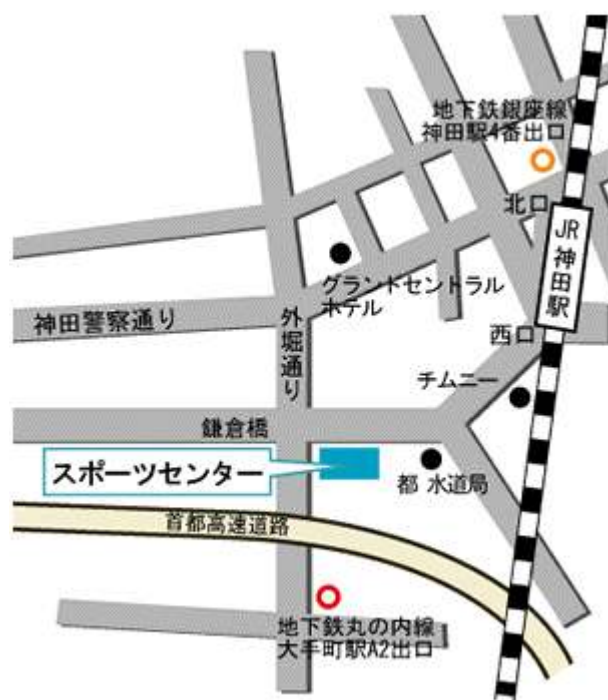 地下鉄銀座線
神田駅4番出口
北口
JR神田駅
グランドセントラル
ホテル
神田警察通り
外堀通り
西口
チムニー
鎌倉橋
スポーツセンター
都 水道局
首都高速道路
地下鉄丸の内線
大手町駅A2出口